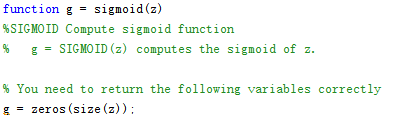 function g = sigmoid(z)
%SIGMOID Compute sigmoid function
%   g = SIGMOID(z) computes the sigmoid of z.
% You need to return the following variables correctly
g = zeros(size(z));